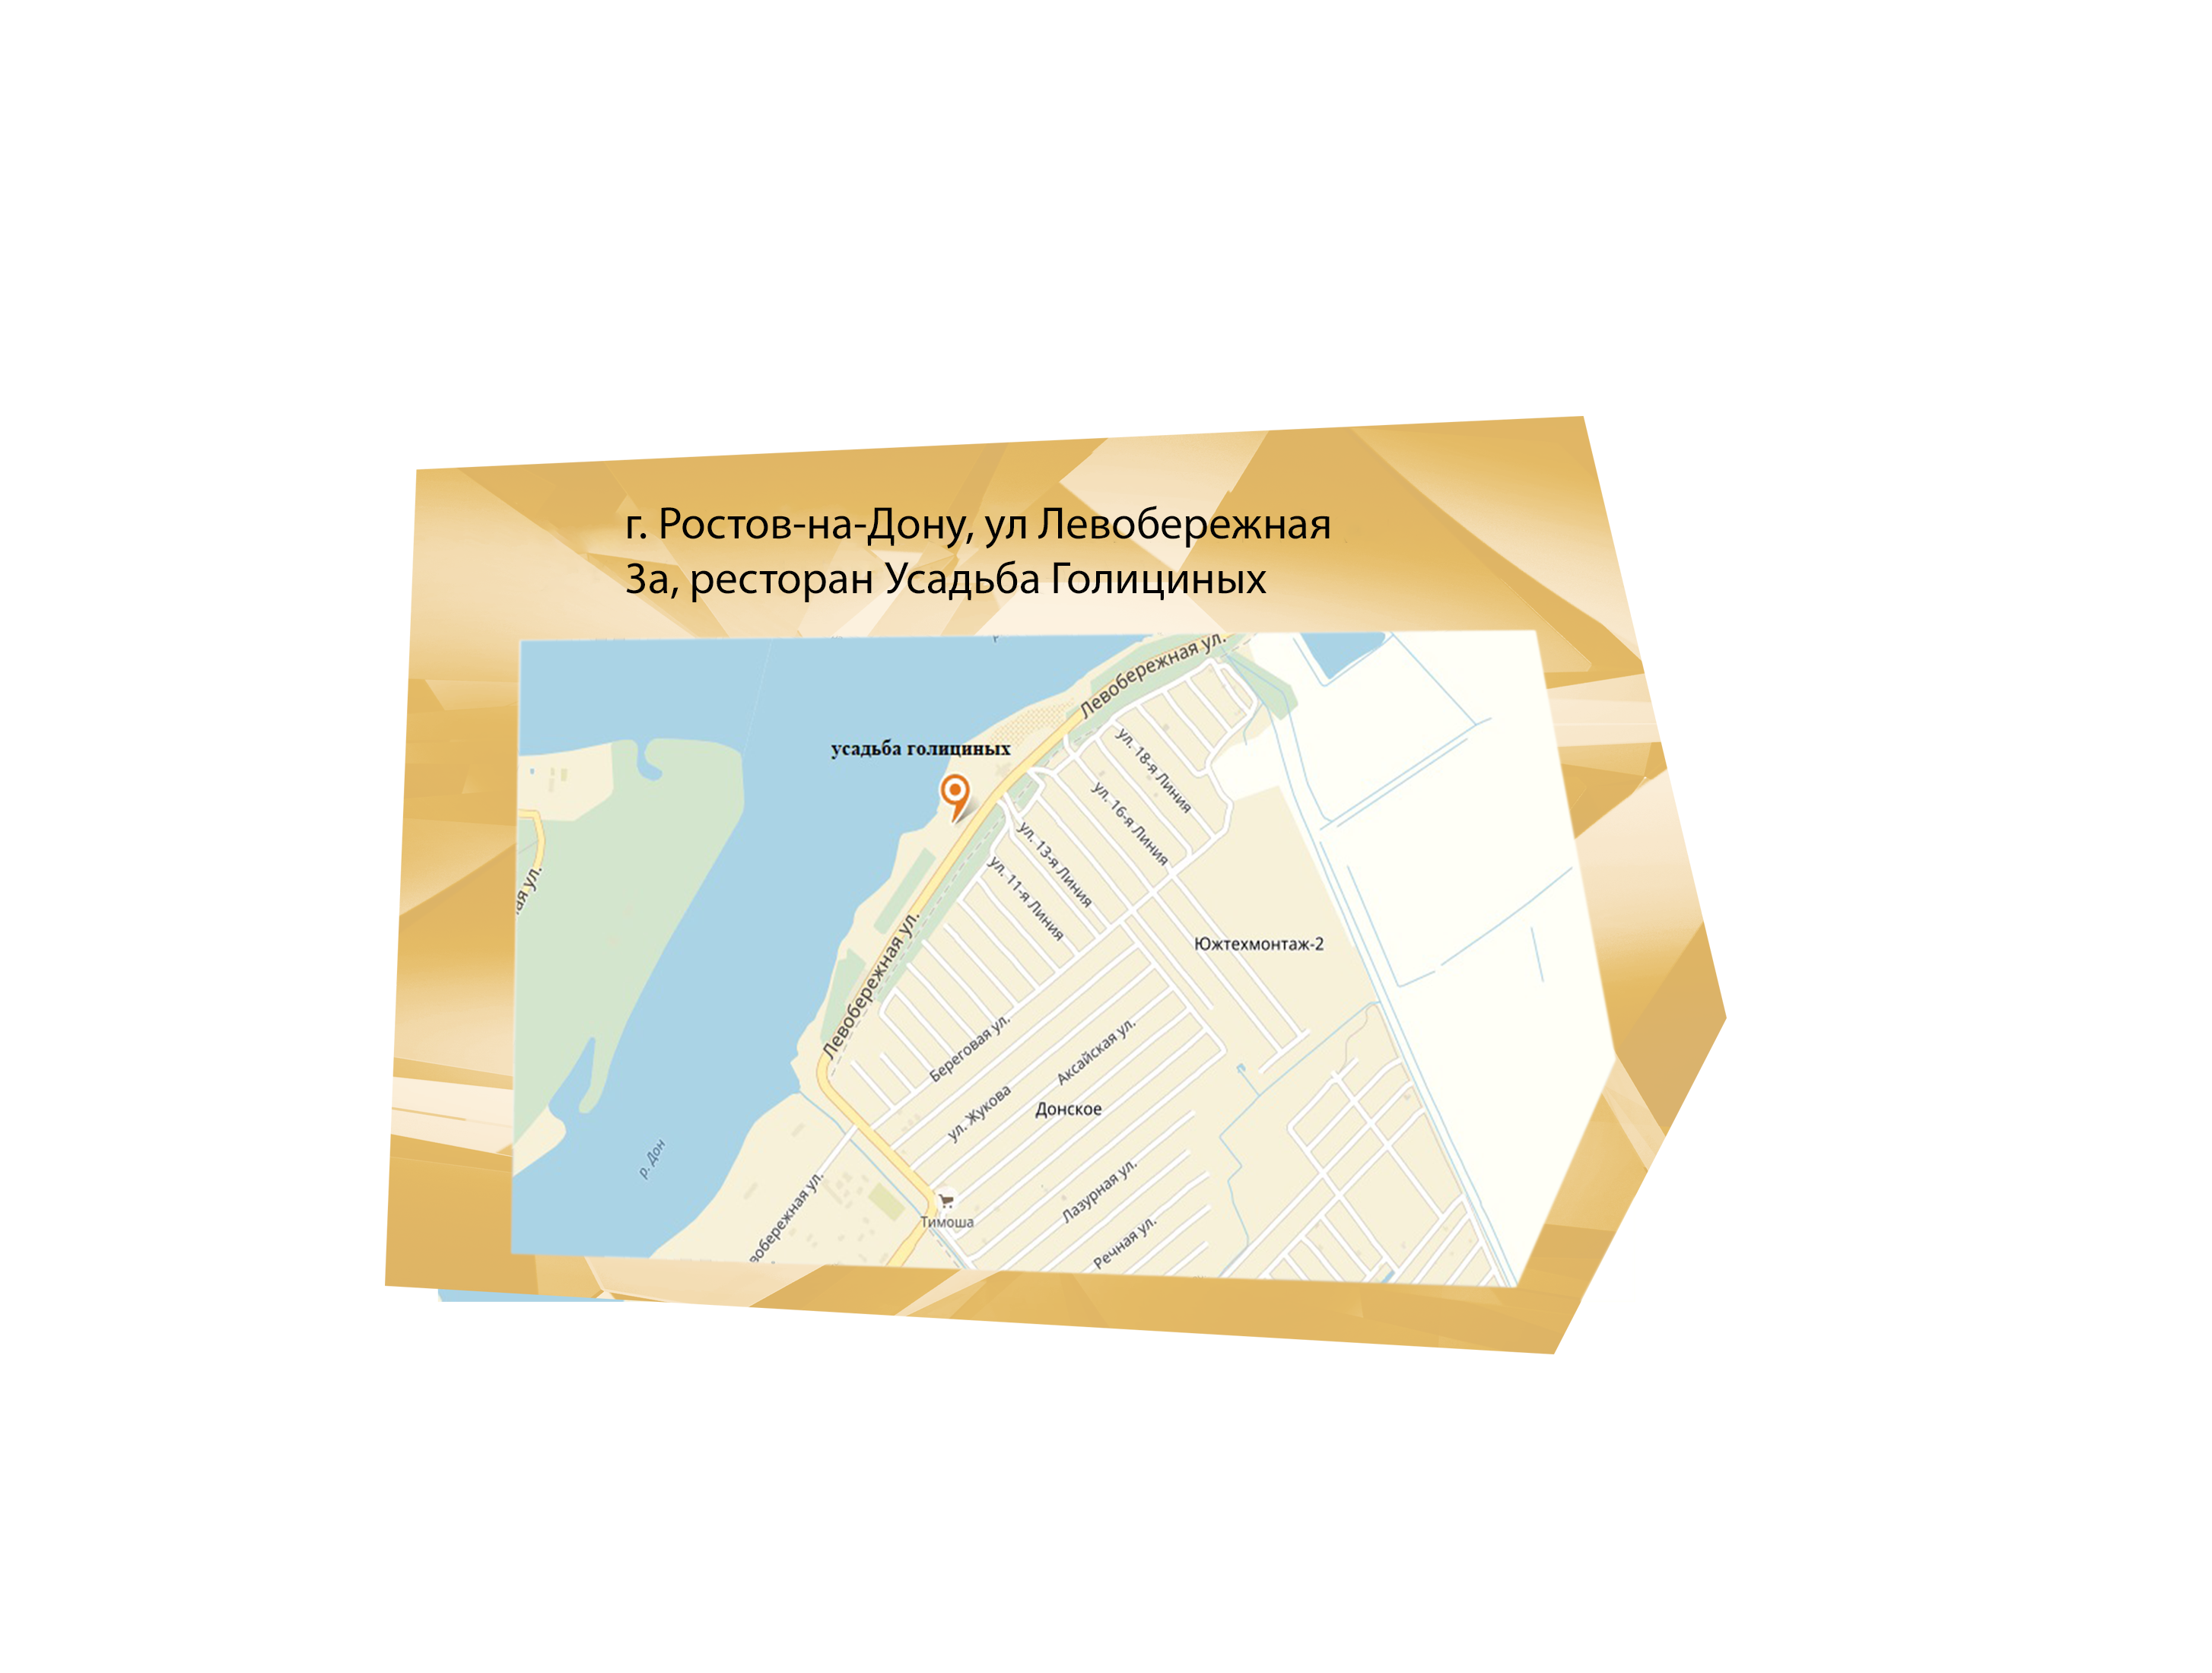 г. Ростов-на-Дону, ул Левобережная
3а, ресторан Усадьба Голициных
Левобережная ул.
усадьба голициных
ул. 18-я Линия
ул. 16-я Линия
ул. 13-я Линия
ул. 11-я Линия
ая ул.
Левобережная ул.
Южтехмонтаж-2
Береговая ул.
Аксайская ул.
ул. Жукова
Донское
р. Дон
Лазурная ул.
вобережная ул.
Тимоша
Речная ул.